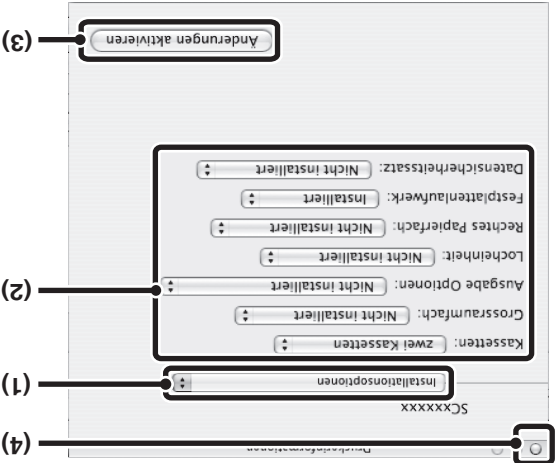 Druckerinformationen
(4)
SCxxxxxx
Installationsoptionen
(1)
Kassetten: zwei Kassetten
Grossraumfach: Nicht installiert
Ausgabe Optionen: Nicht installiert
(2)
Locheinheit: Nicht installiert
Rechtes Papierfach: Nicht installiert
Festplattenlaufwerk: Installiert
Datensicherheitssatz: Nicht installiert
Änderungen aktivieren
(3)